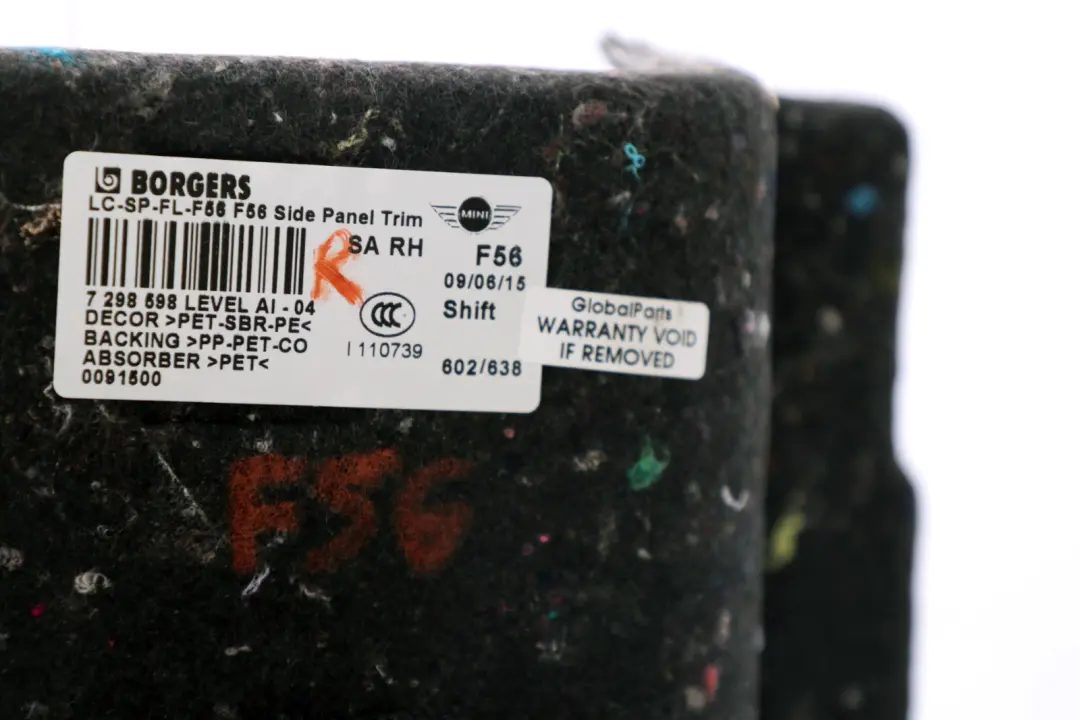 BORGERS
LC-SP-FL-F56 F56 Side Panel Trim
MINI
SA RH
R
F56
09/06/15
7 298 598 LEVEL AI - 04
Shift
DECOR >PET-SBR-PE<
BACKING >PP-PET-CO
ABSORBER >PET<
0091500
CCC
I 110739
602/638
GlobalParts
WARRANTY VOID
IF REMOVED
F56